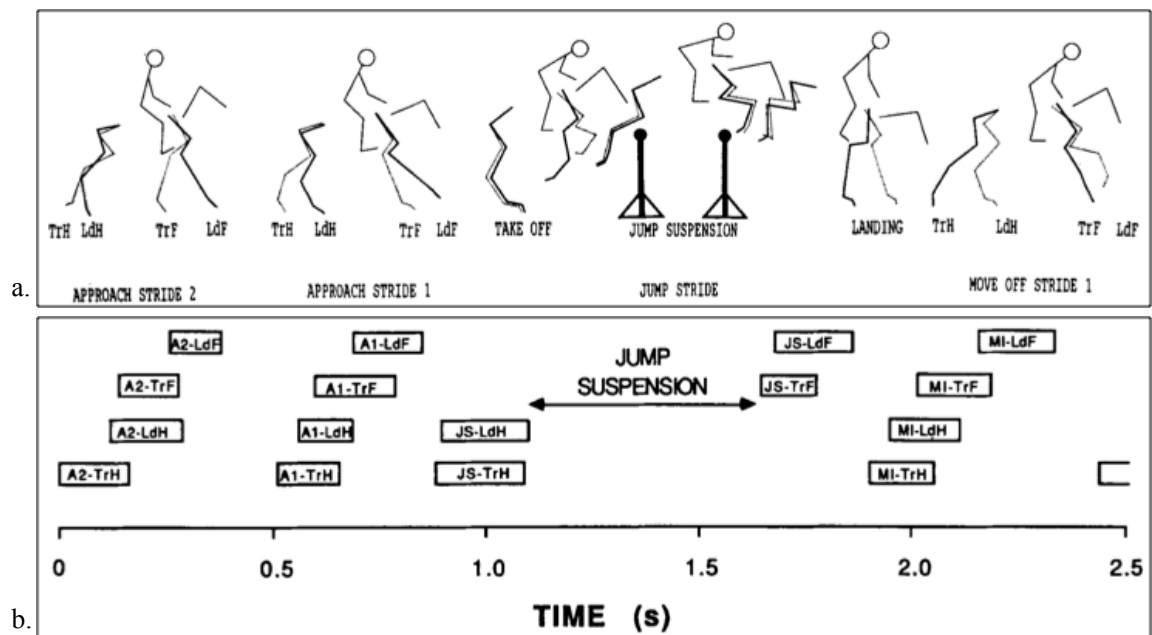 TrH LdH TrF LdF TrH LdH TrF LdF TAKE OFF JUMP SUSPENSION LANDING TrH LdH TrF LdF
a. APPROACH STRIDE 2 APPROACH STRIDE 1 JUMP STRIDE MOVE OFF STRIDE 1
A2-LdF A1-LdF JS-LdF MI-LdF
JUMP
SUSPENSION
A2-TrF A1-TrF JS-TrF MI-TrF
A2-LdH A1-LdH JS-LdH MI-LdH
A2-TrH A1-TrH JS-TrH MI-TrH
0 0.5 1.0 1.5 2.0 2.5
b. TIME (s)